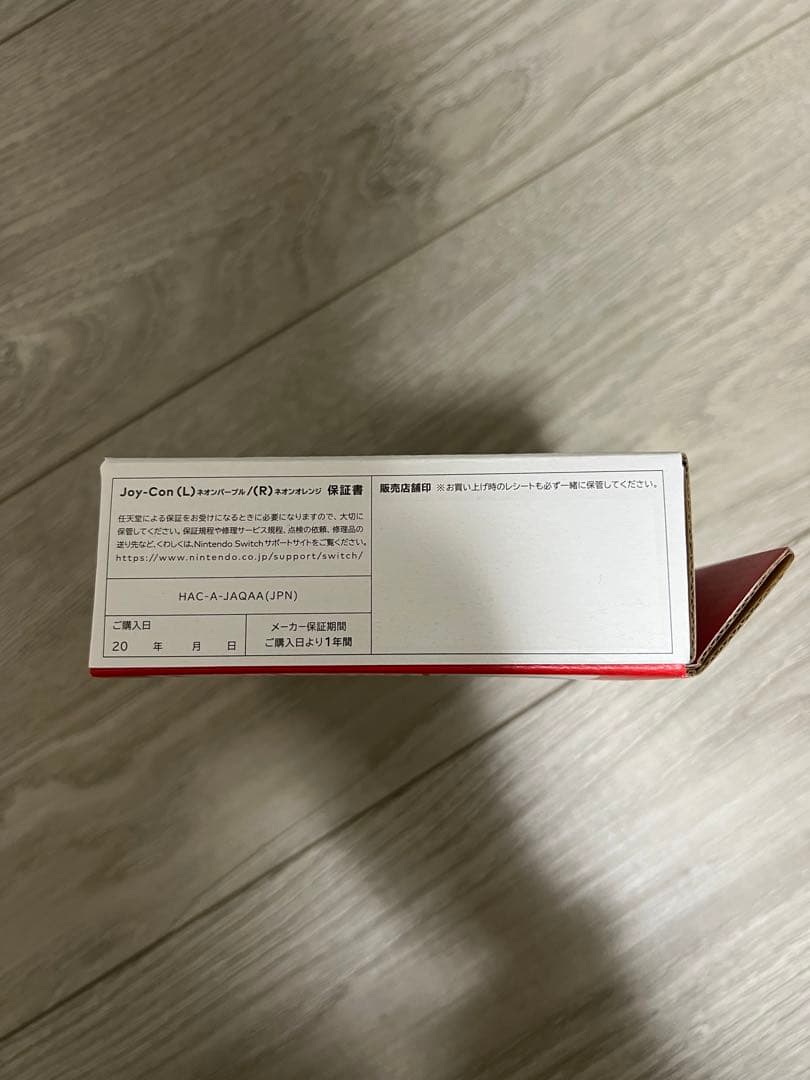 Joy-Con (L) ネオンパープル/(R) ネオンオレンジ 保証書
任天堂による保証をお受けになるときに必要になりますので、大切に
保管してください。保証規程や修理サービス規程、点検の依頼、修理品の
送り先など、くわしくは、Nintendo Switch サポートサイトをご覧ください。
https://www.nintendo.co.jp/support/switch/
HAC-A-JAQAA(JPN)
ご購入日
20 年 月 日
メーカー保証期間
ご購入日より1年間
販売店舗印 ※お買い上げ時のレシートも必ず一緒に保管してください。